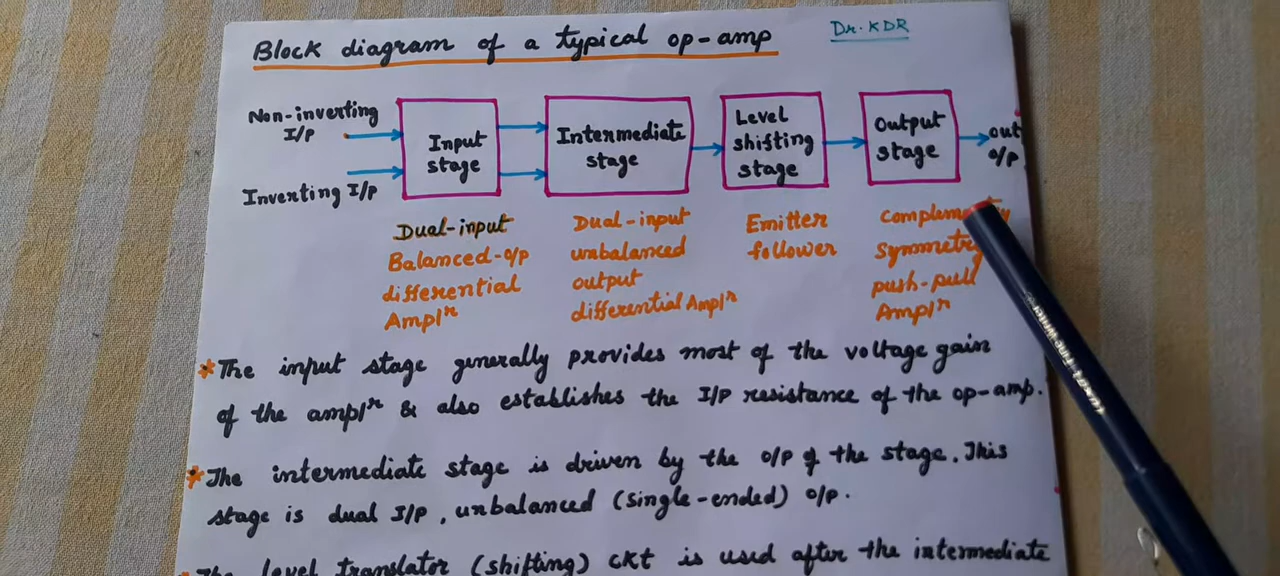 Block diagram of a typical op-amp
Dr. KDR
Non-inverting
I/P
Inverting I/P
Input
stage
Intermediate
stage
Level
shifting
stage
Output
stage
out
o/p
Dual-input
Balanced-o/p
differential
Amplr
Dual-input
unbalanced
output
differential Amplr
Emitter
follower
Symmetry
push-pull
Amplr
*The input stage generally provides most of the voltage gain
of the amplr & also establishes the I/P resistance of the op-amp.
*The intermediate stage is driven by the o/p of the stage. This
stage is dual I/P, unbalanced (single-ended) o/p.
*The level translator (shifting) ckt is used after the intermediate